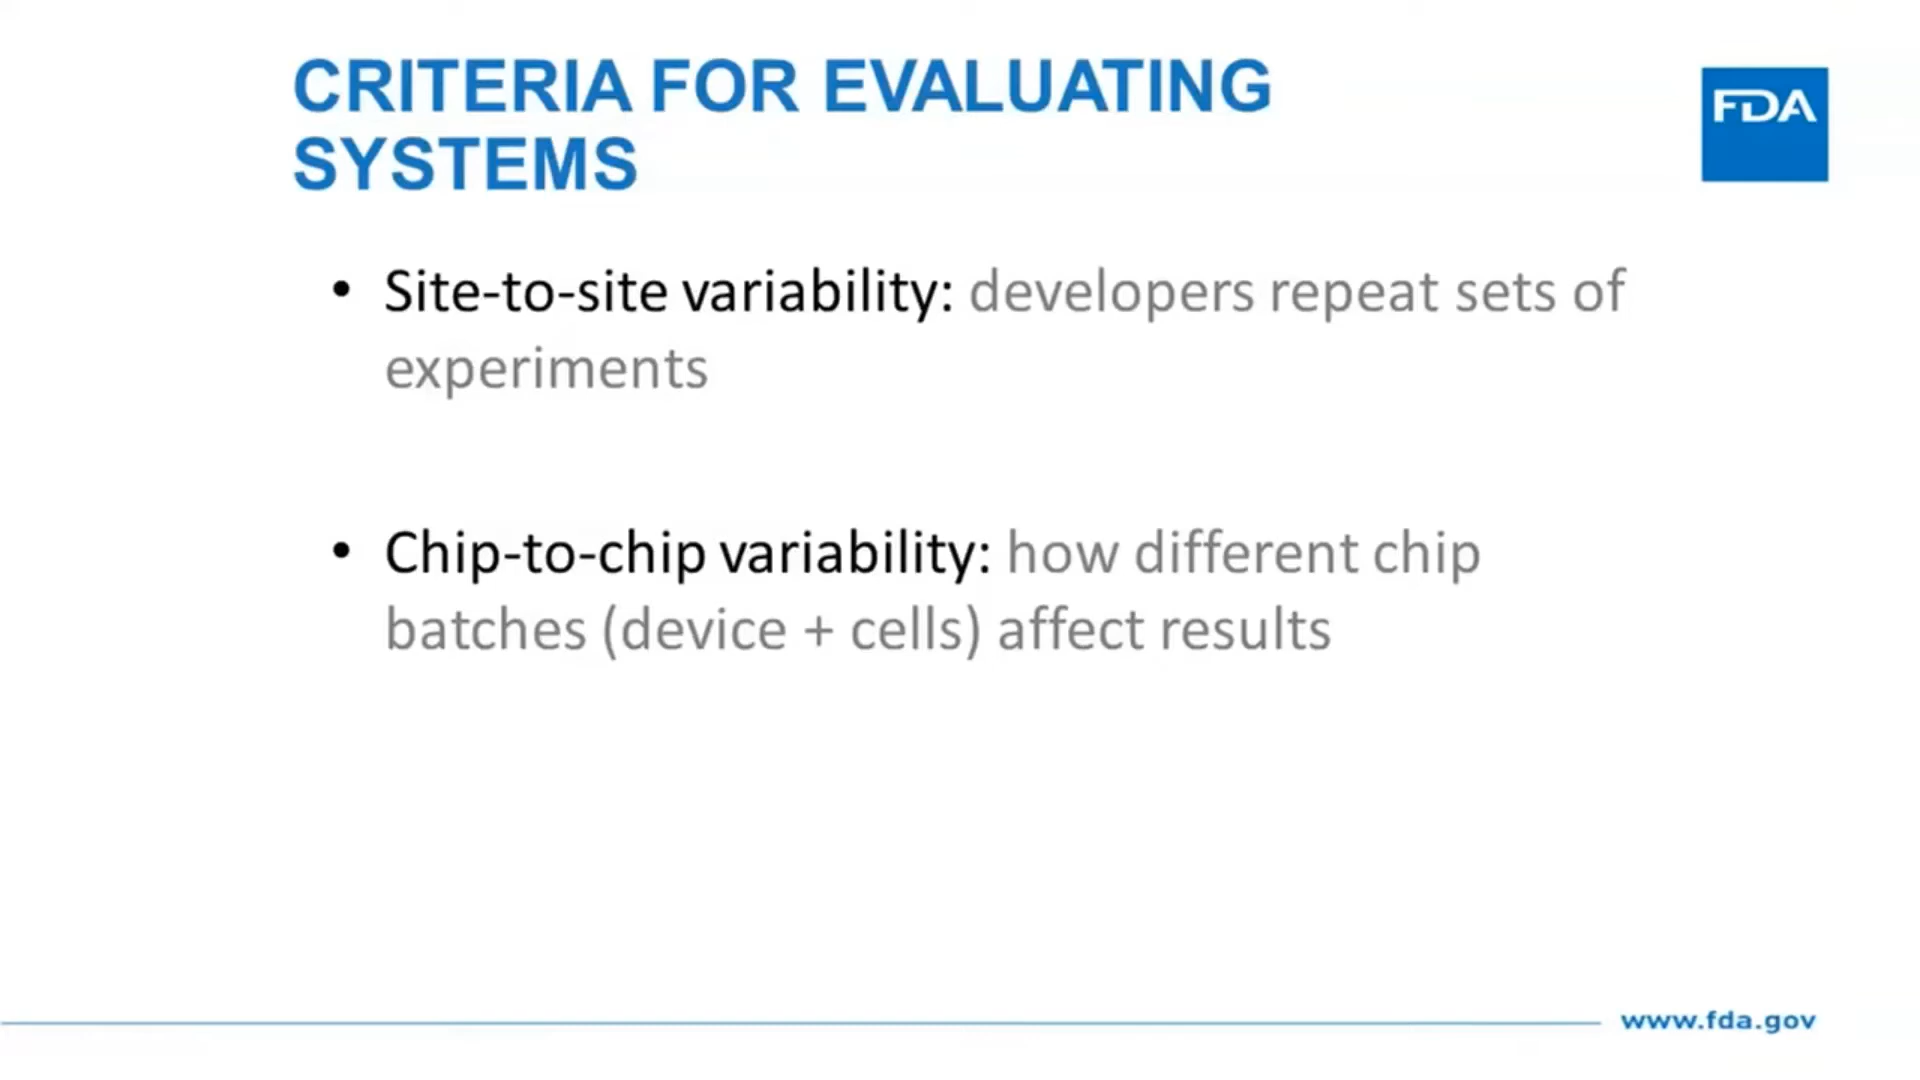 CRITERIA FOR EVALUATING
SYSTEMS
FDA
• Site-to-site variability: developers repeat sets of
experiments
• Chip-to-chip variability: how different chip
batches (device + cells) affect results
www.fda.gov